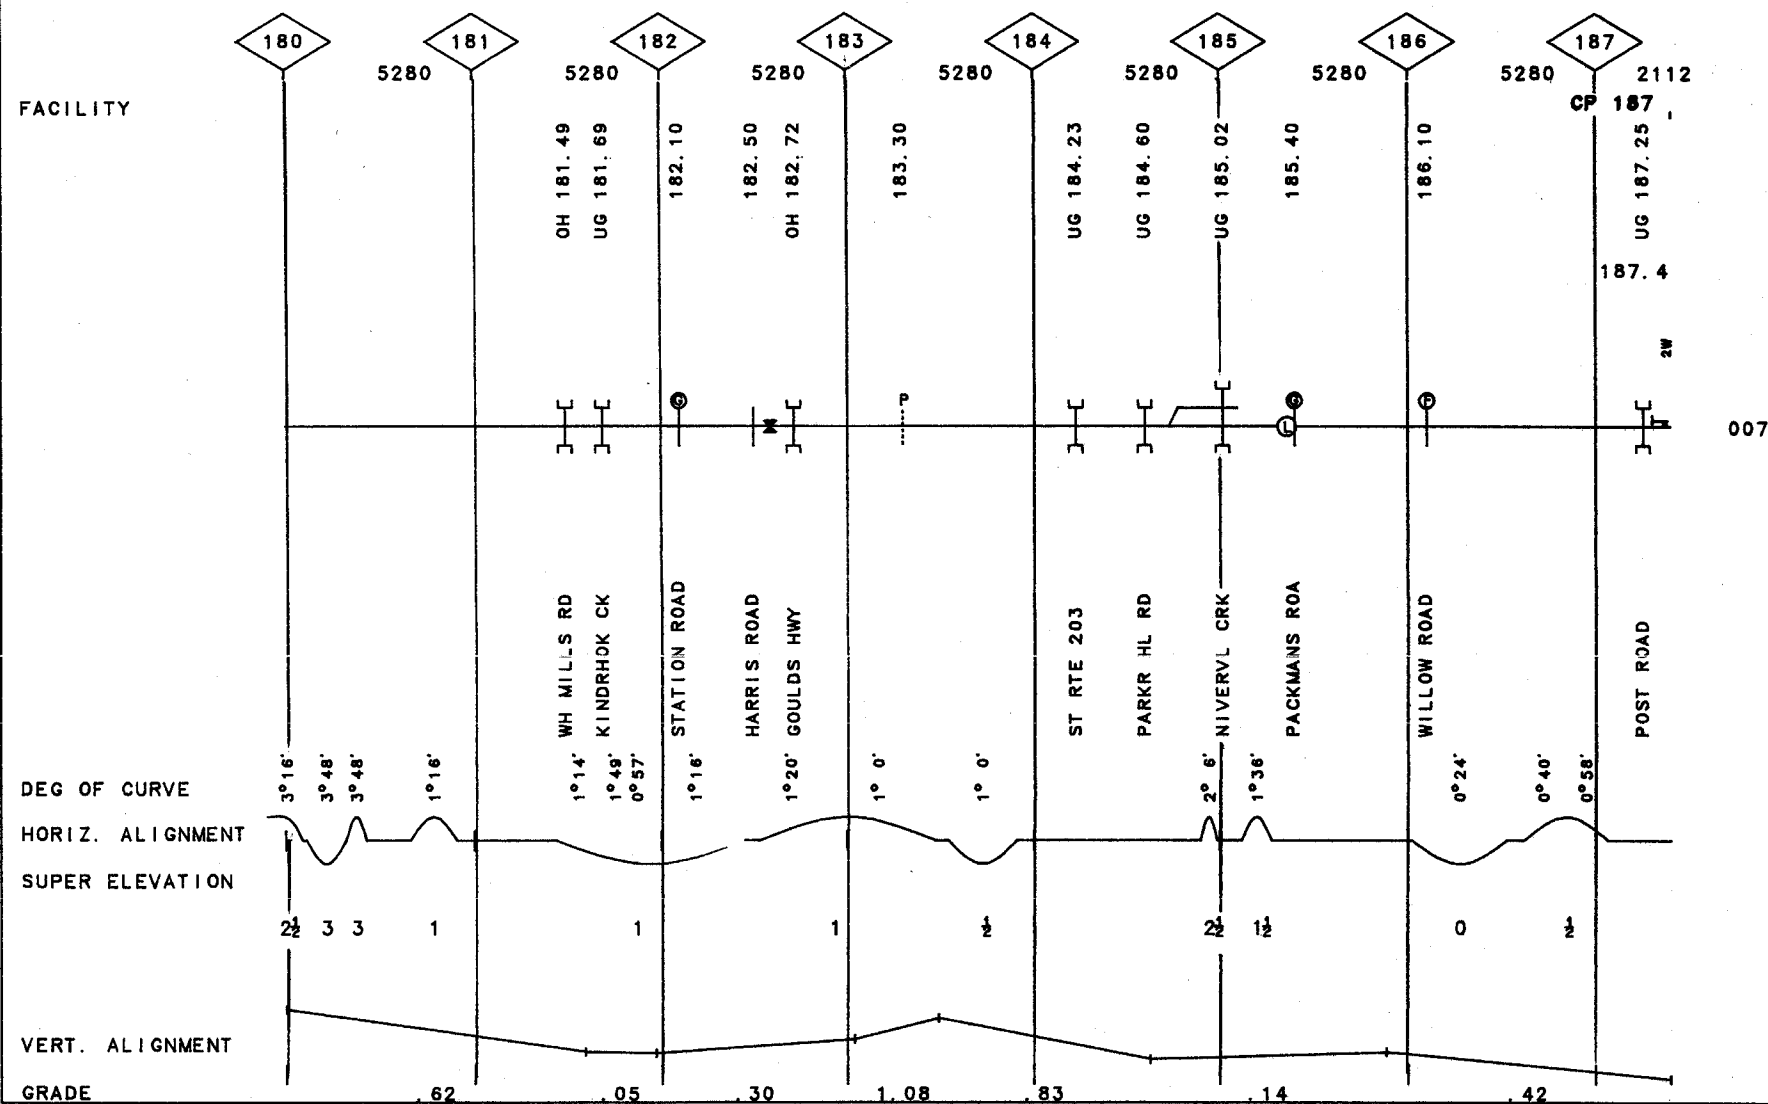 180 181 182 183 184 185 186 187
5280 5280 5280 5280 5280 5280 5280 2112
FACILITY
CP 187
OH 181.49
UG 181.69
182.10
182.50
OH 182.72
183.30
UG 184.23
UG 184.60
UG 185.02
185.40
186.10
UG 187.25
187.4
2W
G
P
G
L
F
007
WH MILLS RD
KINDRHOK CK
STATION ROAD
HARRIS ROAD
GOULDS HWY
ST RTE 203
PARKR HL RD
NIVERVL CRK
PACKMANS ROA
WILLOW ROAD
POST ROAD
DEG OF CURVE
3°16' 3°48' 3°48' 1°16' 1°14' 1°49' 0°57' 1°16' 1°20' 1° 0' 1° 0' 2° 6' 1°36' 0°24' 0°40' 0°58'
HORIZ. ALIGNMENT
SUPER ELEVATION
2½ 3 3 1 1 1 ½ 2½ 1½ 0 ½
VERT. ALIGNMENT
GRADE .62 .05 .30 1.08 .83 .14 .42